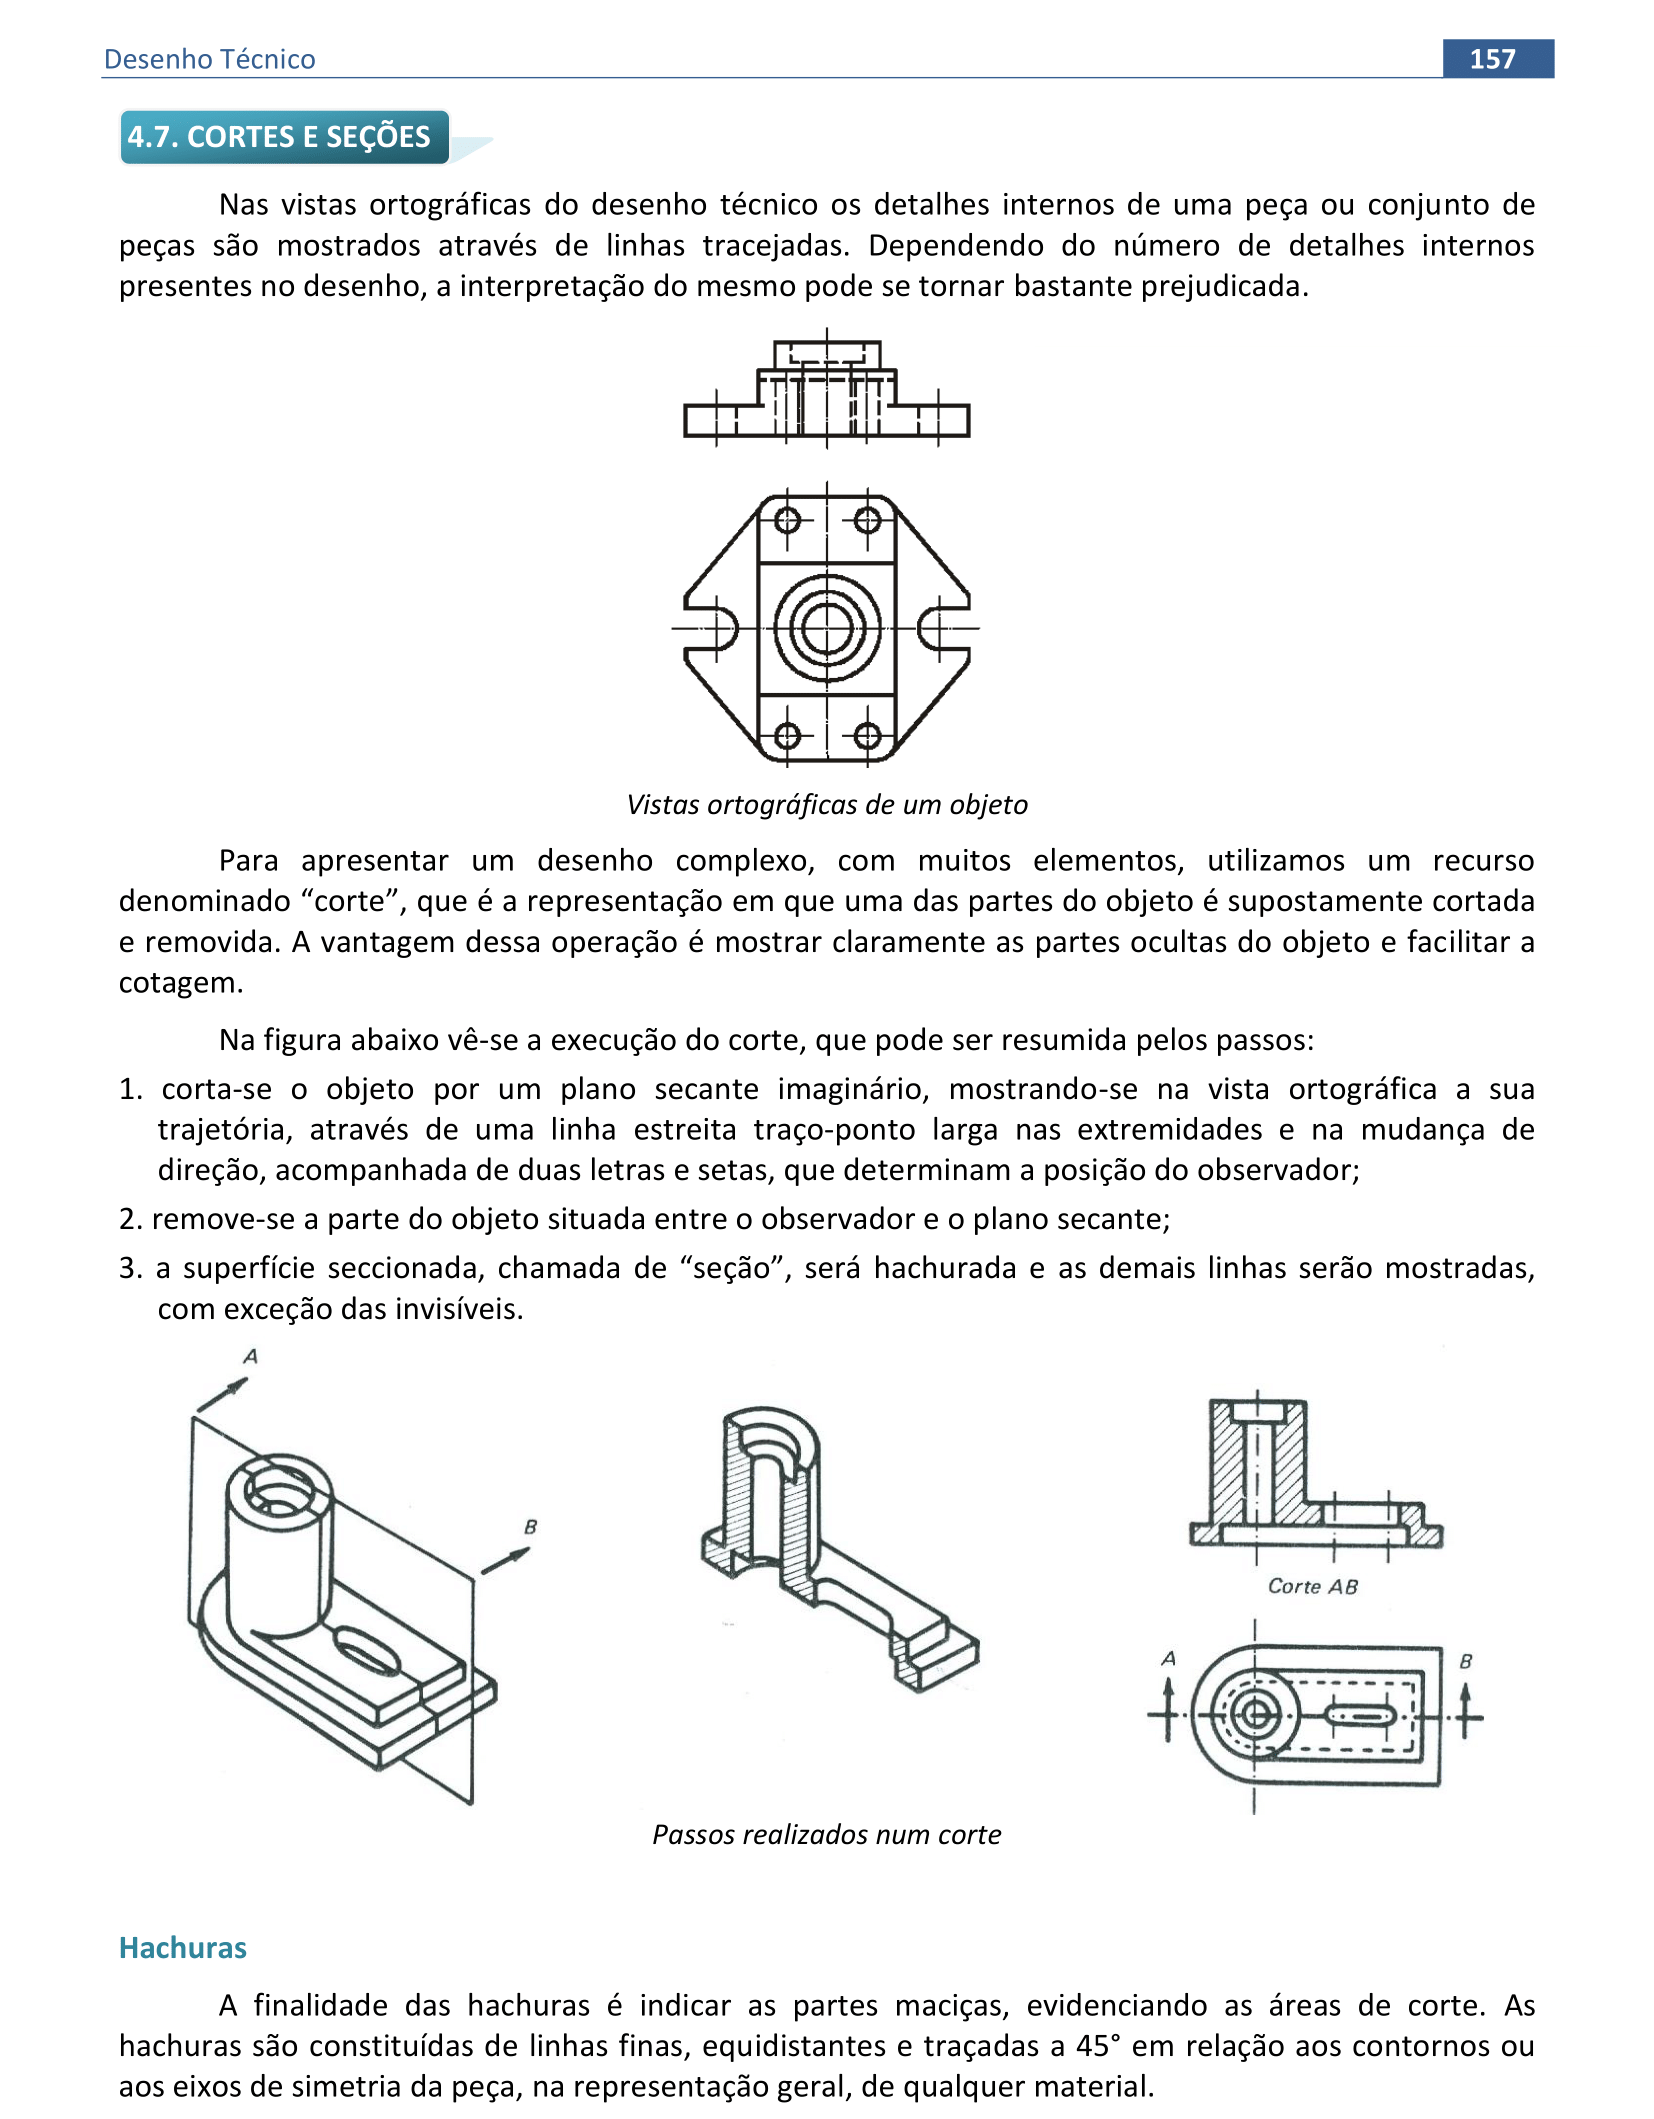 Desenho Técnico
157
4.7. CORTES E SEÇÕES
Nas vistas ortográficas do desenho técnico os detalhes internos de uma peça ou conjunto de
peças são mostrados através de linhas tracejadas. Dependendo do número de detalhes internos
presentes no desenho, a interpretação do mesmo pode se tornar bastante prejudicada.
Vistas ortográficas de um objeto
Para apresentar um desenho complexo, com muitos elementos, utilizamos um recurso
denominado “corte”, que é a representação em que uma das partes do objeto é supostamente cortada
e removida. A vantagem dessa operação é mostrar claramente as partes ocultas do objeto e facilitar a
cotagem.
Na figura abaixo vê-se a execução do corte, que pode ser resumida pelos passos:
1. corta-se o objeto por um plano secante imaginário, mostrando-se na vista ortográfica a sua
trajetória, através de uma linha estreita traço-ponto larga nas extremidades e na mudança de
direção, acompanhada de duas letras e setas, que determinam a posição do observador;
2. remove-se a parte do objeto situada entre o observador e o plano secante;
3. a superfície seccionada, chamada de “seção”, será hachurada e as demais linhas serão mostradas,
com exceção das invisíveis.
A
B
Corte AB
A
B
Passos realizados num corte
Hachuras
A finalidade das hachuras é indicar as partes maciças, evidenciando as áreas de corte. As
hachuras são constituídas de linhas finas, equidistantes e traçadas a 45° em relação aos contornos ou
aos eixos de simetria da peça, na representação geral, de qualquer material.